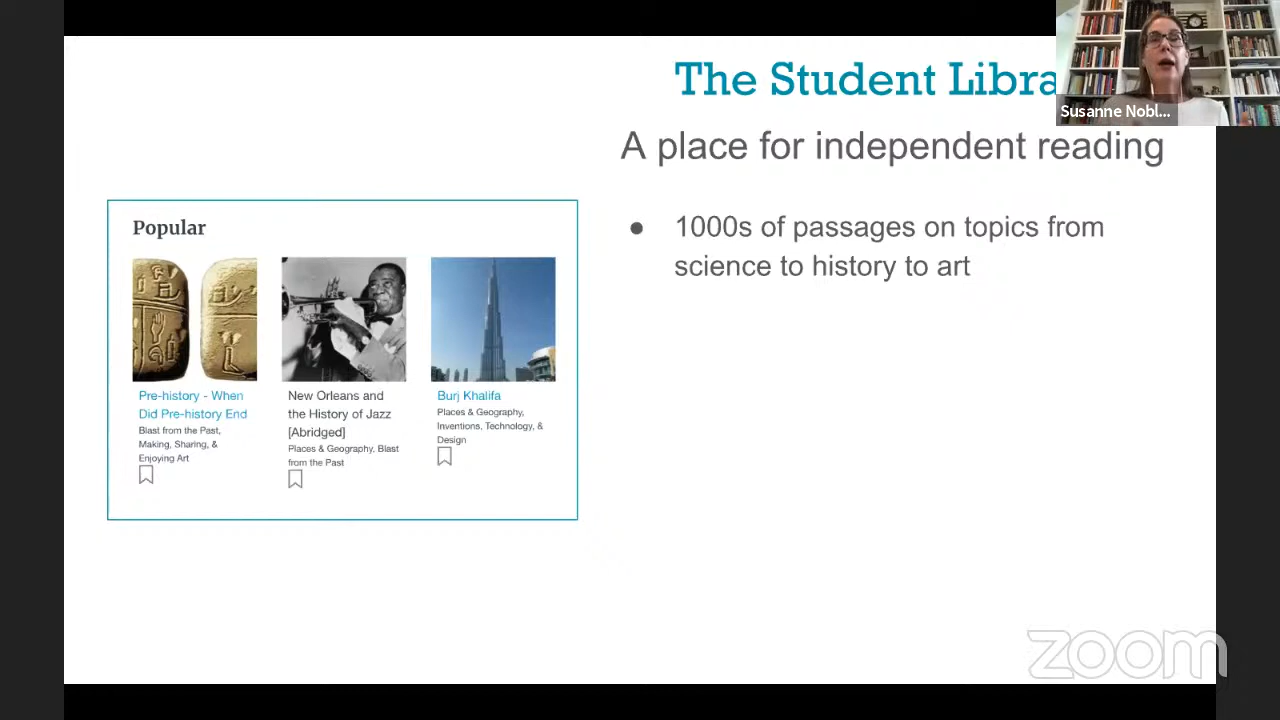 The Student Libra
Susanne Nobl...
A place for independent reading
● 1000s of passages on topics from
science to history to art
Popular
Pre-history - When
Did Pre-history End
Blast from the Past,
Making, Sharing, &
Enjoying Art
New Orleans and
the History of Jazz
[Abridged]
Places & Geography, Blast
from the Past
Burj Khalifa
Places & Geography,
Inventions, Technology, &
Design
zoom